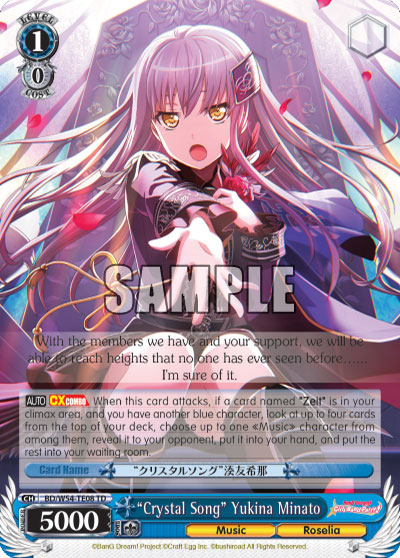 LEVEL
1
0
COST
SAMPLE
With the members we have and your support, we will be
able to reach heights that no one has ever seen before……
I'm sure of it.
AUTO CX COMBO When this card attacks, if a card named "Zeit" is in your
climax area, and you have another blue character, look at up to four cards
from the top of your deck, choose up to one «Music» character from
among them, reveal it to your opponent, put it into your hand, and put the
rest into your waiting room.
Card Name
“クリスタルソング”湊友希那
CH BD/W54-TE08 TD
5000
“Crystal Song” Yukina Minato
Music
Roselia
©BanG Dream! Project ©Craft Egg Inc. ©bushiroad All Rights Reserved.